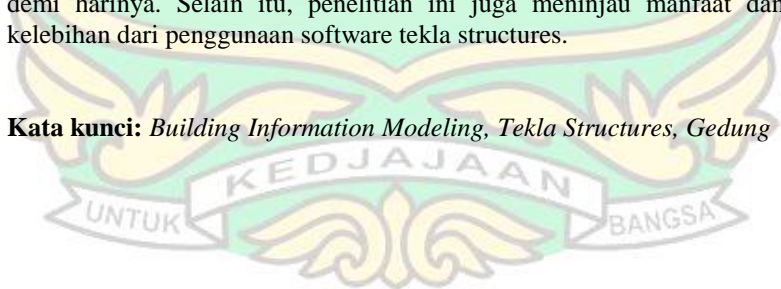 demi harinya. Selain itu, penelitian ini juga meninjau manfaat dan
kelebihan dari penggunaan software tekla structures.
Kata kunci: Building Information Modeling, Tekla Structures, Gedung
KEDJAJAAN
UNTUK
BANGSA